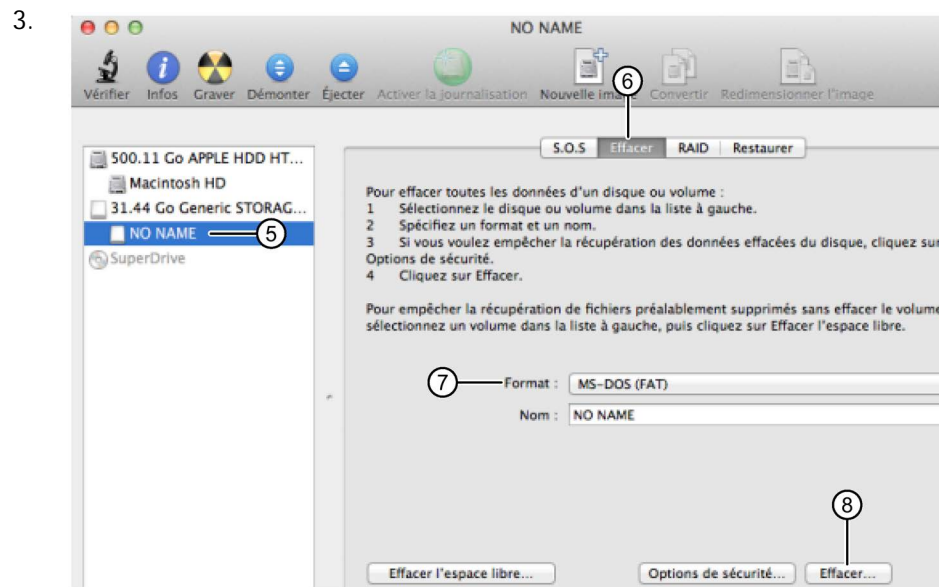 3.
NO NAME
Vérifier Infos Graver Démonter Éjecter Activer la journalisation Nouvelle image Convertir Redimensionner l'image
6
S.O.S Effacer RAID Restaurer
500.11 Go APPLE HDD HT...
Macintosh HD
31.44 Go Generic STORAG...
NO NAME 5
SuperDrive
Pour effacer toutes les données d'un disque ou volume :
1 Sélectionnez le disque ou volume dans la liste à gauche.
2 Spécifiez un format et un nom.
3 Si vous voulez empêcher la récupération des données effacées du disque, cliquez sur
Options de sécurité.
4 Cliquez sur Effacer.
Pour empêcher la récupération de fichiers préalablement supprimés sans effacer le volume
sélectionnez un volume dans la liste à gauche, puis cliquez sur Effacer l'espace libre.
7 Format : MS-DOS (FAT)
Nom : NO NAME
8
Effacer l'espace libre... Options de sécurité... Effacer...